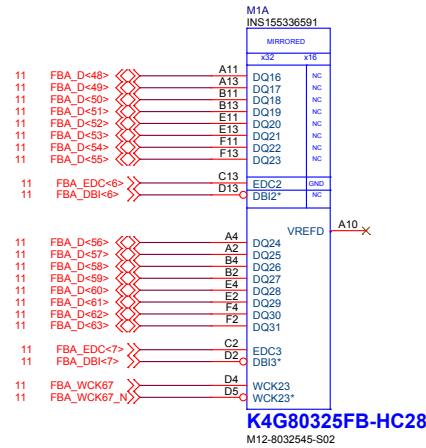 M1A
INS155336591
MIRRORED
x32 x16
11 FBA_D<48> A11 DQ16 NC
11 FBA_D<49> A13 DQ17 NC
11 FBA_D<50> B11 DQ18 NC
11 FBA_D<51> B13 DQ19 NC
11 FBA_D<52> E11 DQ20 NC
11 FBA_D<53> E13 DQ21 NC
11 FBA_D<54> F11 DQ22 NC
11 FBA_D<55> F13 DQ23 NC
11 FBA_EDC<6> C13 EDC2 GND
11 FBA_DBI<6> D13 DBI2* NC
VREFD A10
11 FBA_D<56> A4 DQ24
11 FBA_D<57> A2 DQ25
11 FBA_D<58> B4 DQ26
11 FBA_D<59> B2 DQ27
11 FBA_D<60> E4 DQ28
11 FBA_D<61> E2 DQ29
11 FBA_D<62> F4 DQ30
11 FBA_D<63> F2 DQ31
11 FBA_EDC<7> C2 EDC3
11 FBA_DBI<7> D2 DBI3*
11 FBA_WCK67 D4 WCK23
11 FBA_WCK67_N D5 WCK23*
K4G80325FB-HC28
M12-8032545-S02